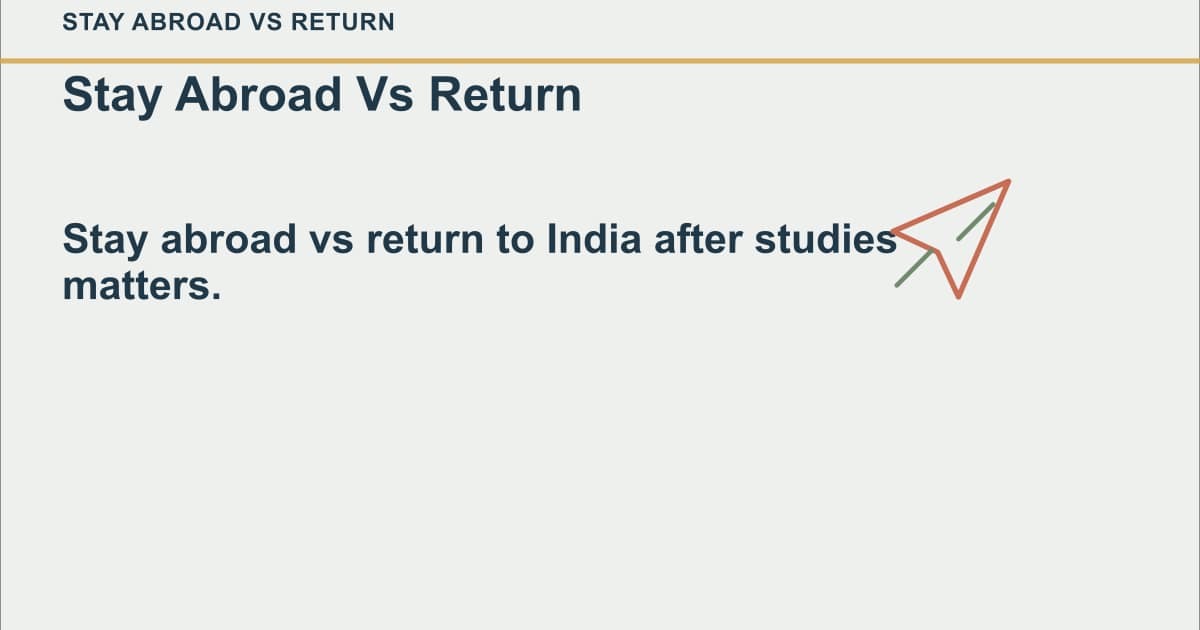 STAY ABROAD VS RETURN
Stay Abroad Vs Return
Stay abroad vs return to India after studies
matters.